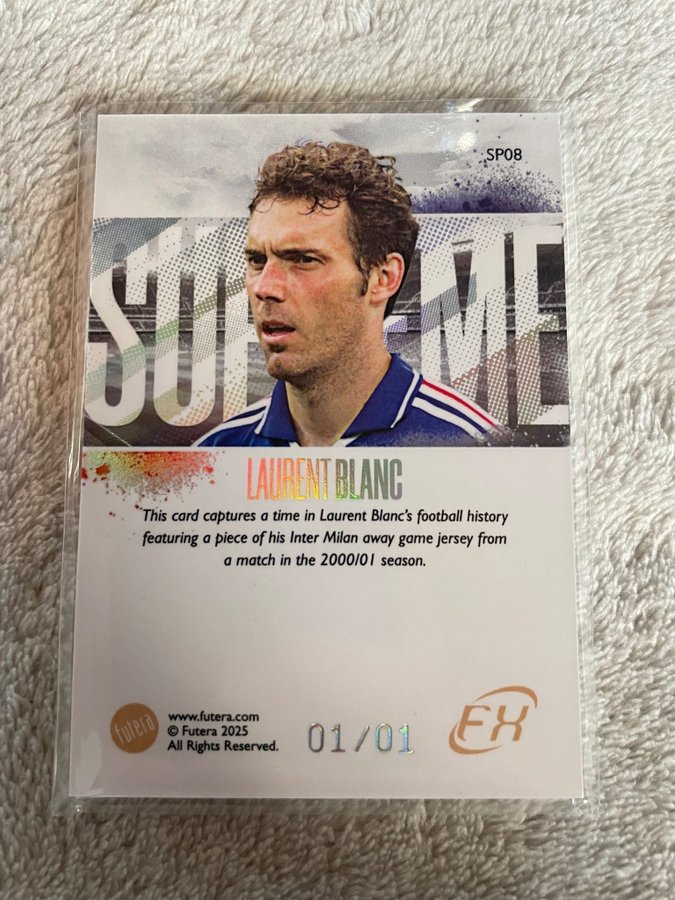 SP08
SUPREME
LAURENT BLANC
This card captures a time in Laurent Blanc's football history
featuring a piece of his Inter Milan away game jersey from
a match in the 2000/01 season.
futera
www.futera.com
© Futera 2025
All Rights Reserved.
01/01
FX